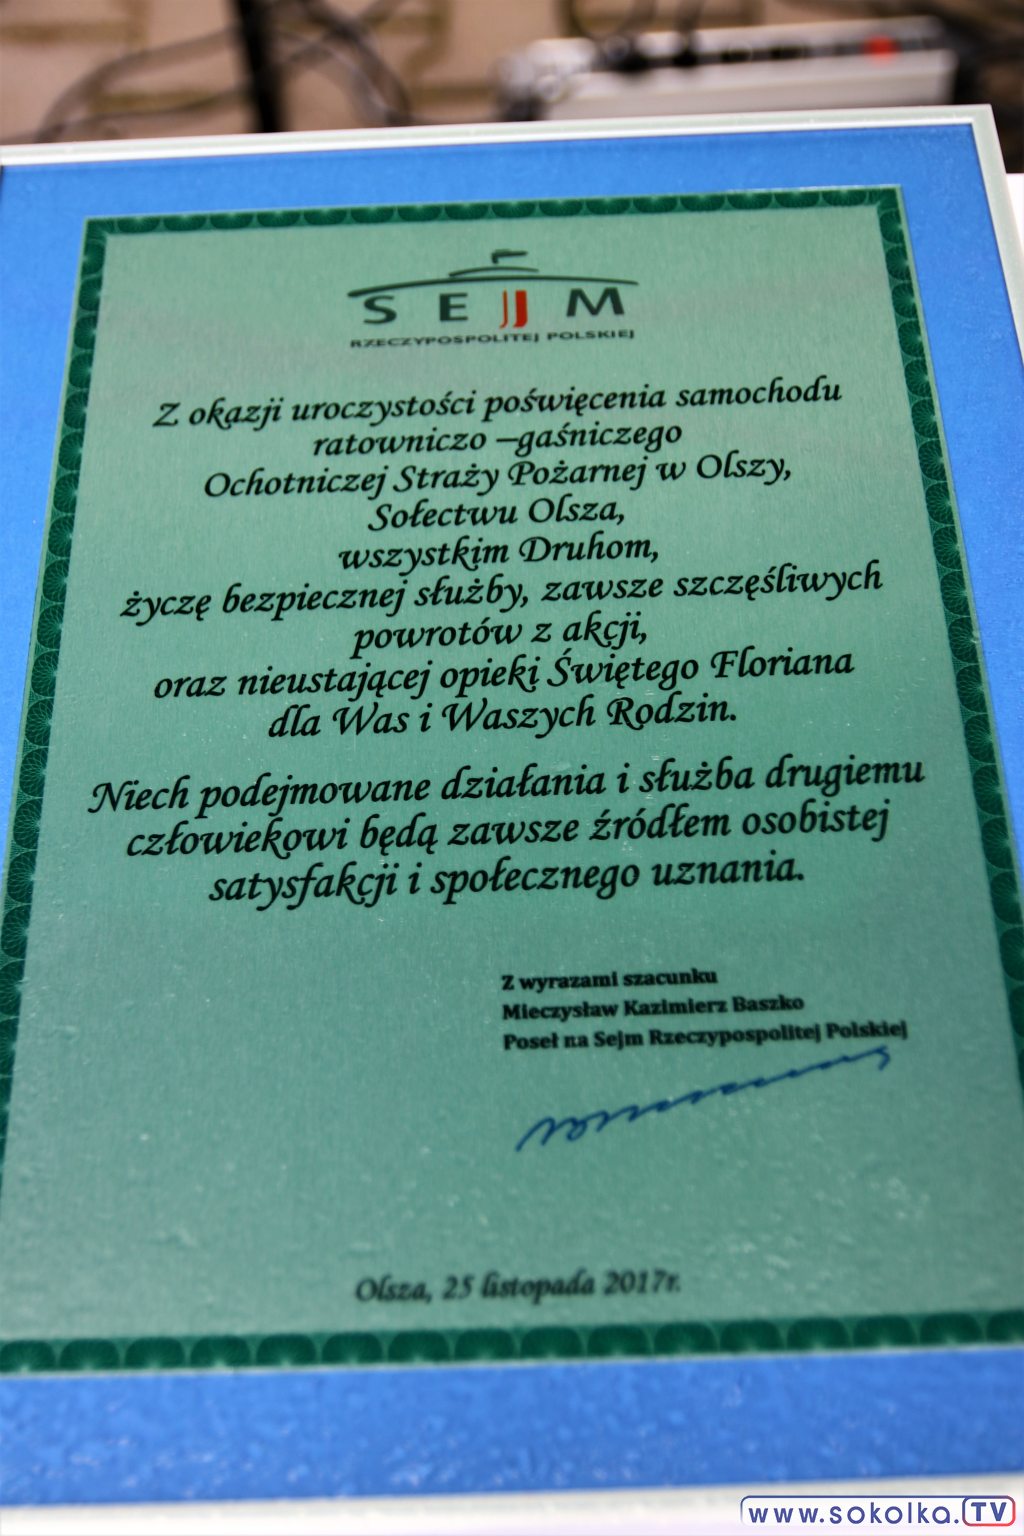 SEJM
RZECZYPOSPOLITEJ POLSKIEJ
Z okazji uroczystości poświęcenia samochodu
ratowniczo –gaśniczego
Ochotniczej Straży Pożarnej w Olszy,
Sołectwu Olsza,
wszystkim Druhom,
życzę bezpiecznej służby, zawsze szczęśliwych
powrotów z akcji,
oraz nieustającej opieki Świętego Floriana
dla Was i Waszych Rodzin.
Niech podejmowane działania i służba drugiemu
człowiekowi będą zawsze źródłem osobistej
satysfakcji i społecznego uznania.
Z wyrazami szacunku
Mieczysław Kazimierz Baszko
Poseł na Sejm Rzeczypospolitej Polskiej
Olsza, 25 listopada 2017r.
www.sokolka.TV